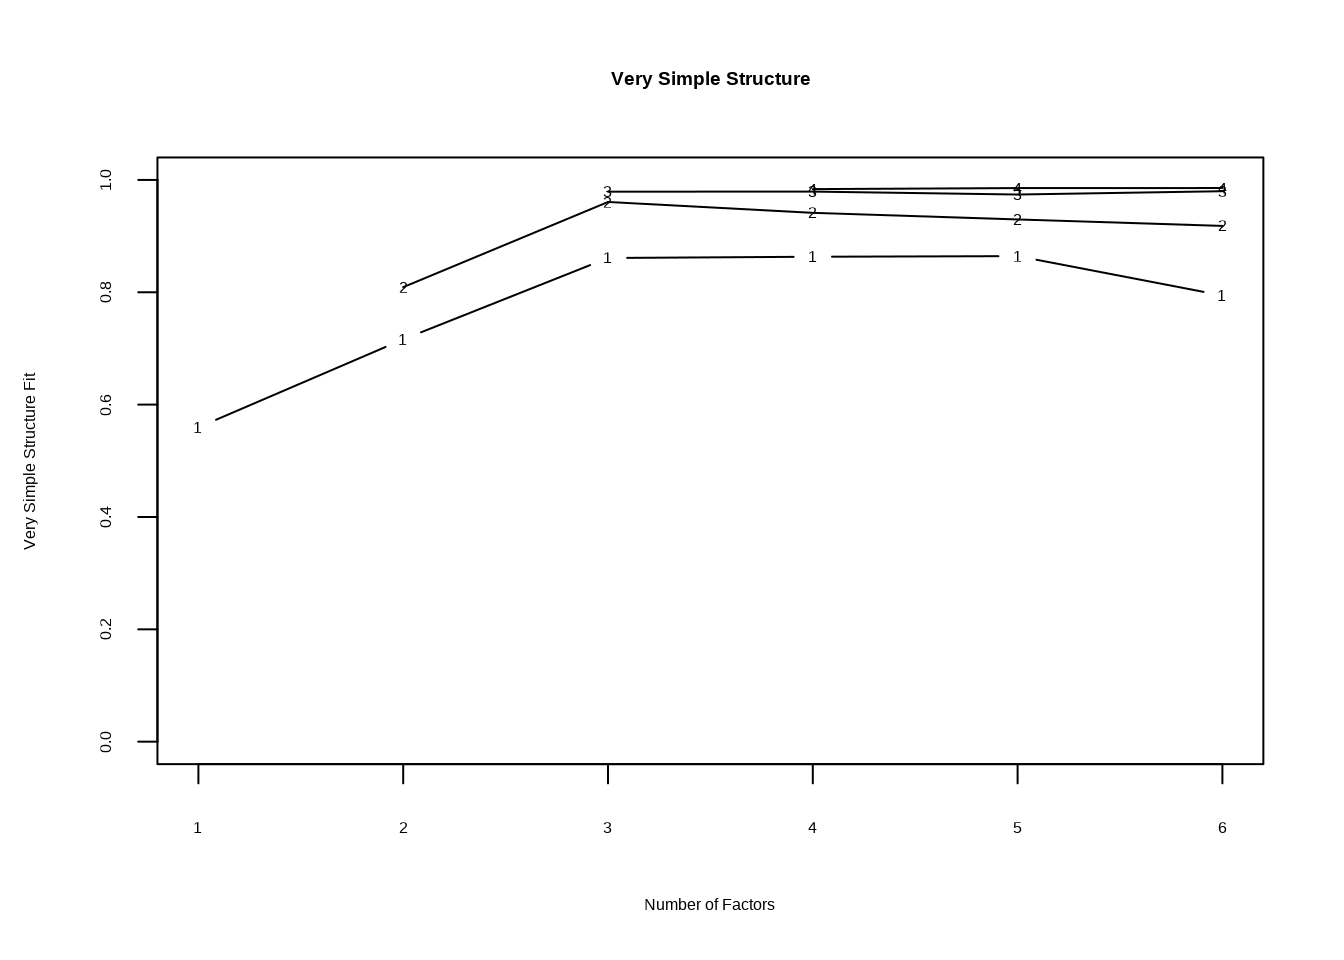 Very Simple Structure
Very Simple Structure Fit
1.0
0.8
0.6
0.4
0.2
0.0
3 4 3 4 3 4 3
2 2 2 2
2
1 1 1
1
1
1
1 2 3 4 5 6
Number of Factors